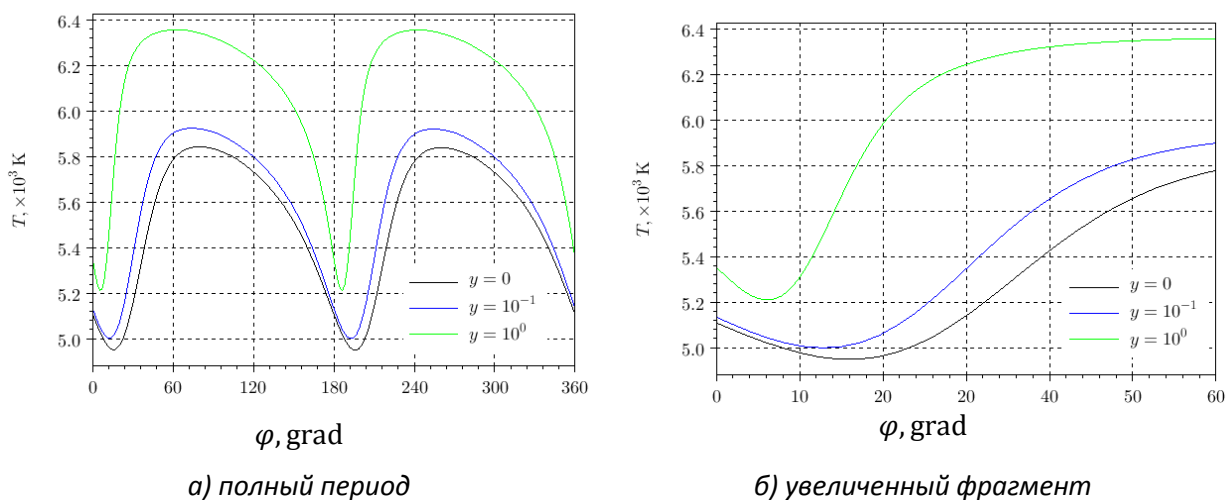 6.4
6.2
6.0
5.8
5.6
5.4
5.2
5.0
T, ×10³ K
y = 0
y = 10⁻¹
y = 10⁰
0 60 120 180 240 300 360
φ, grad
а) полный период
6.4
6.2
6.0
5.8
5.6
5.4
5.2
5.0
T, ×10³ K
y = 0
y = 10⁻¹
y = 10⁰
0 10 20 20 40 50 60
φ, grad
б) увеличенный фрагмент